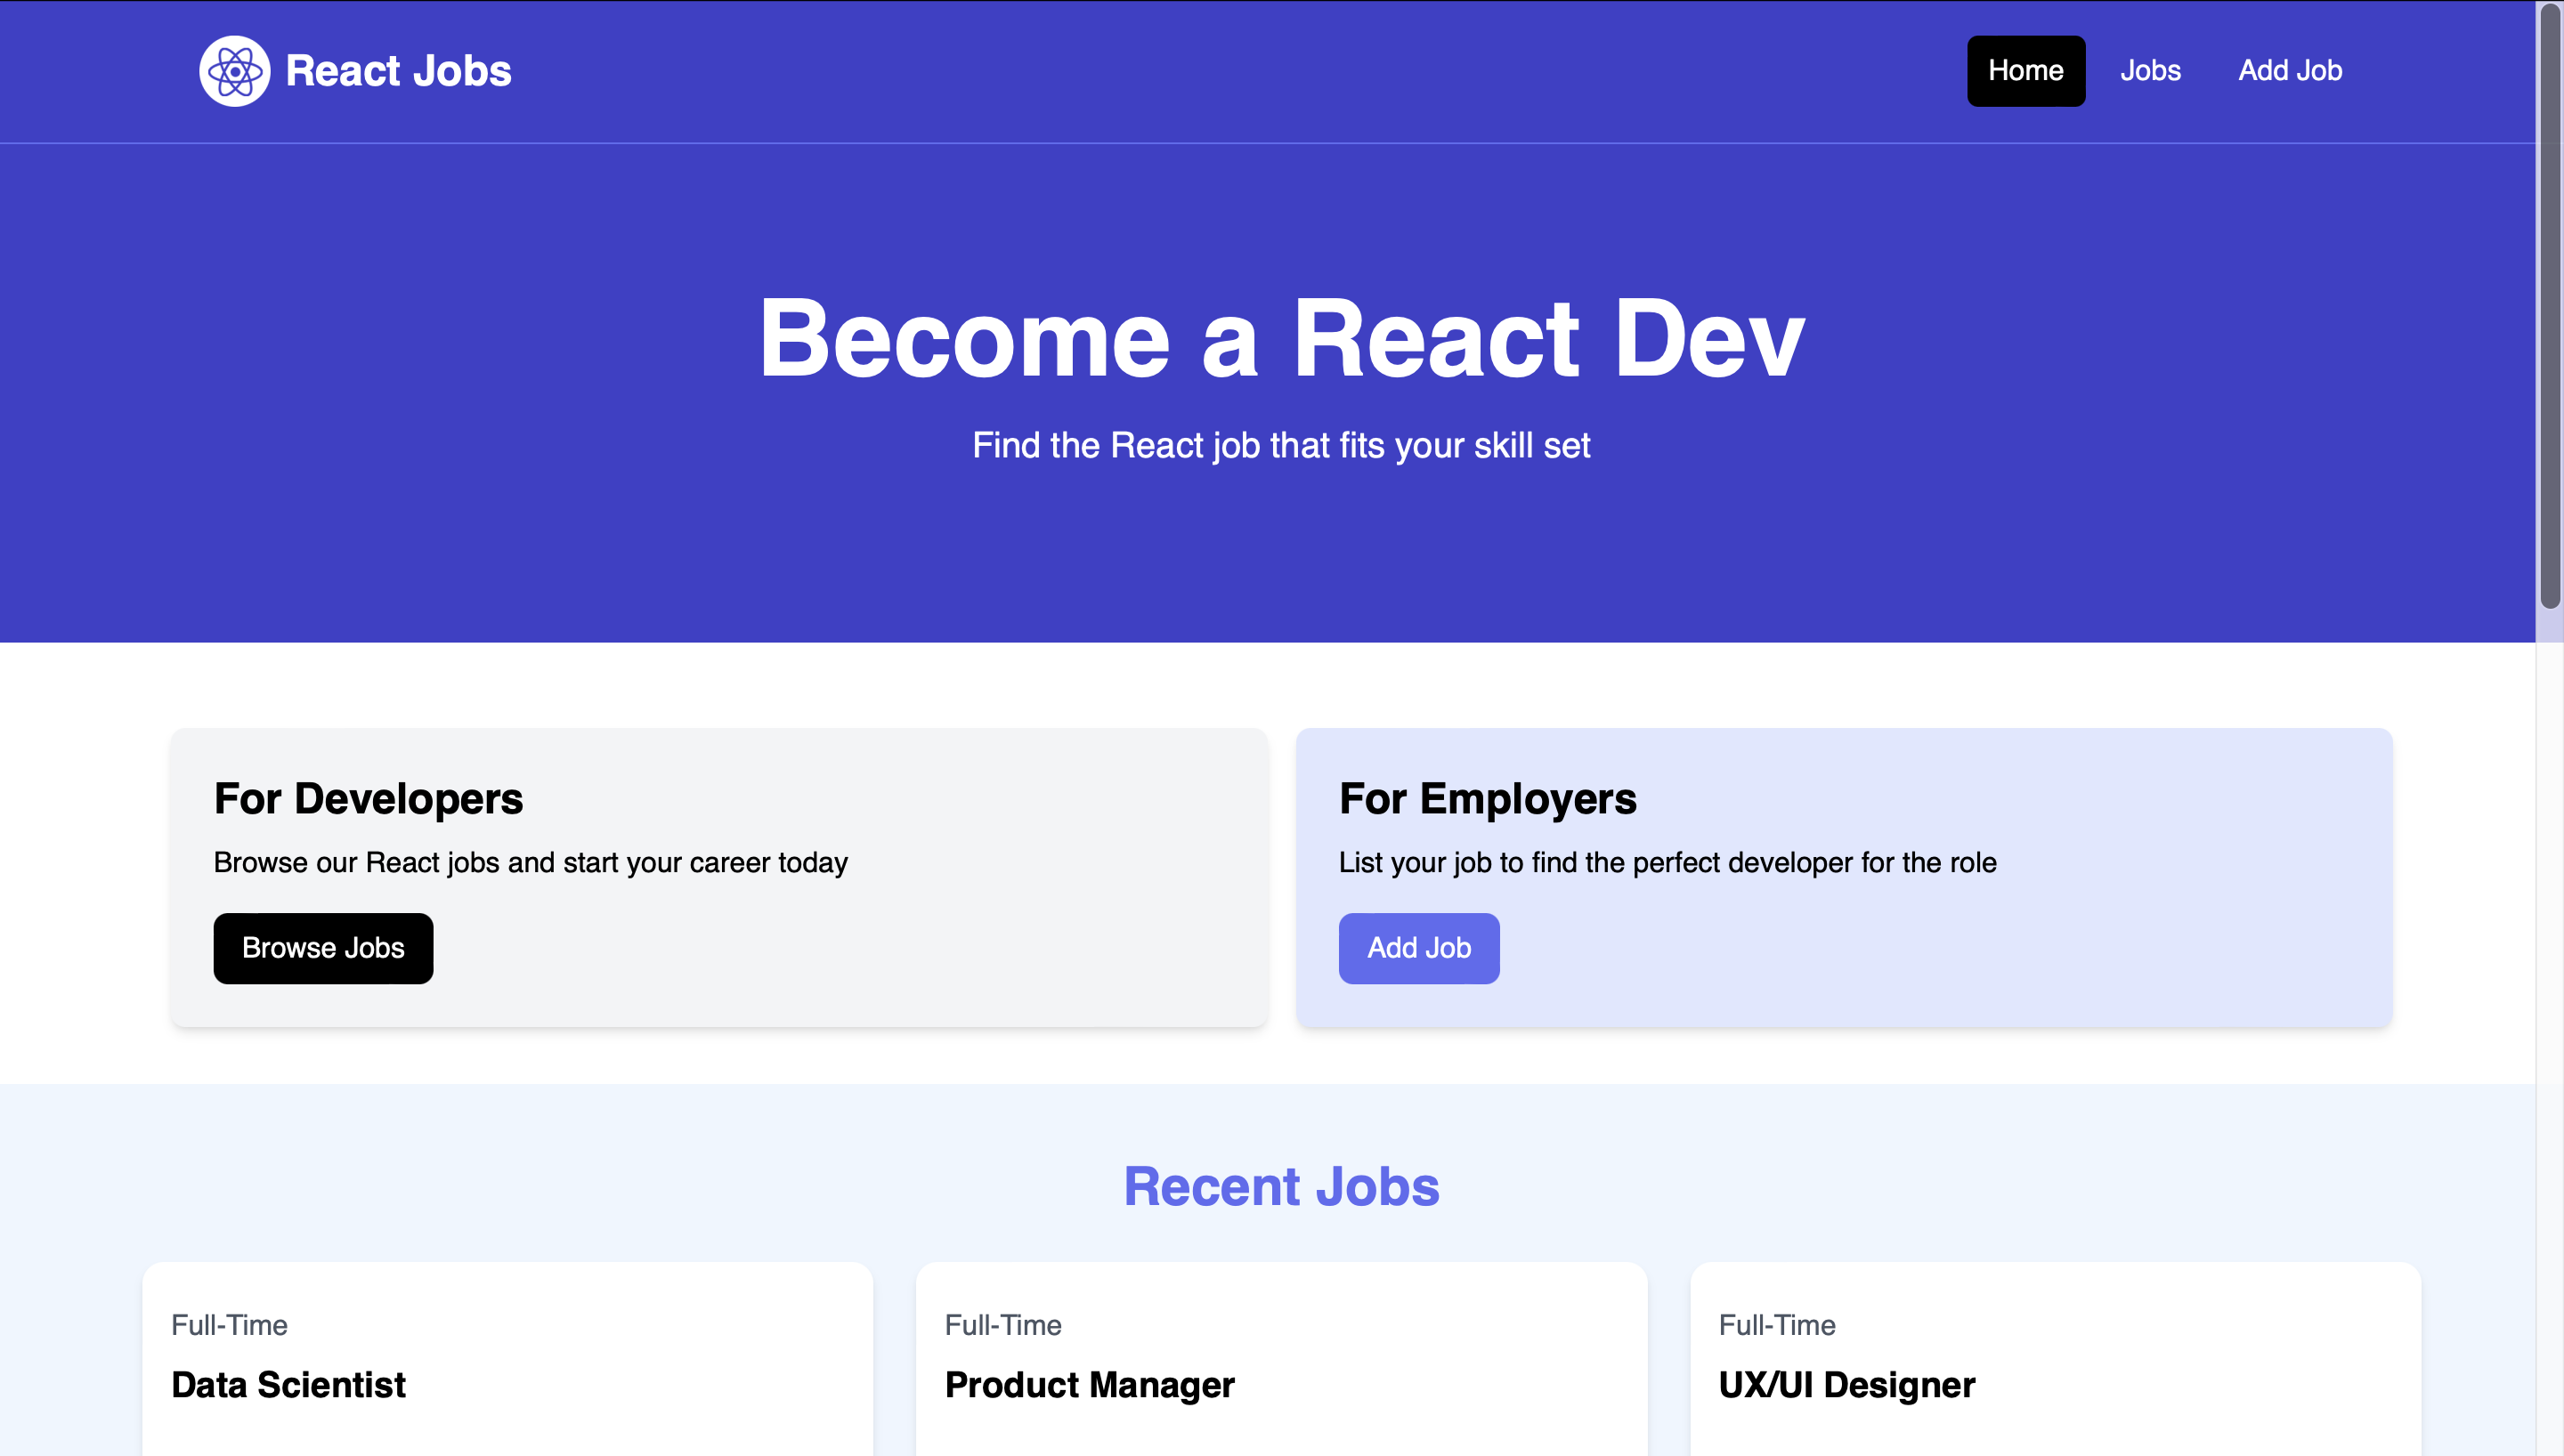 React Jobs
Home
Jobs
Add Job
Become a React Dev
Find the React job that fits your skill set
For Developers
Browse our React jobs and start your career today
Browse Jobs
For Employers
List your job to find the perfect developer for the role
Add Job
Recent Jobs
Full-Time
Data Scientist
Full-Time
Product Manager
Full-Time
UX/UI Designer